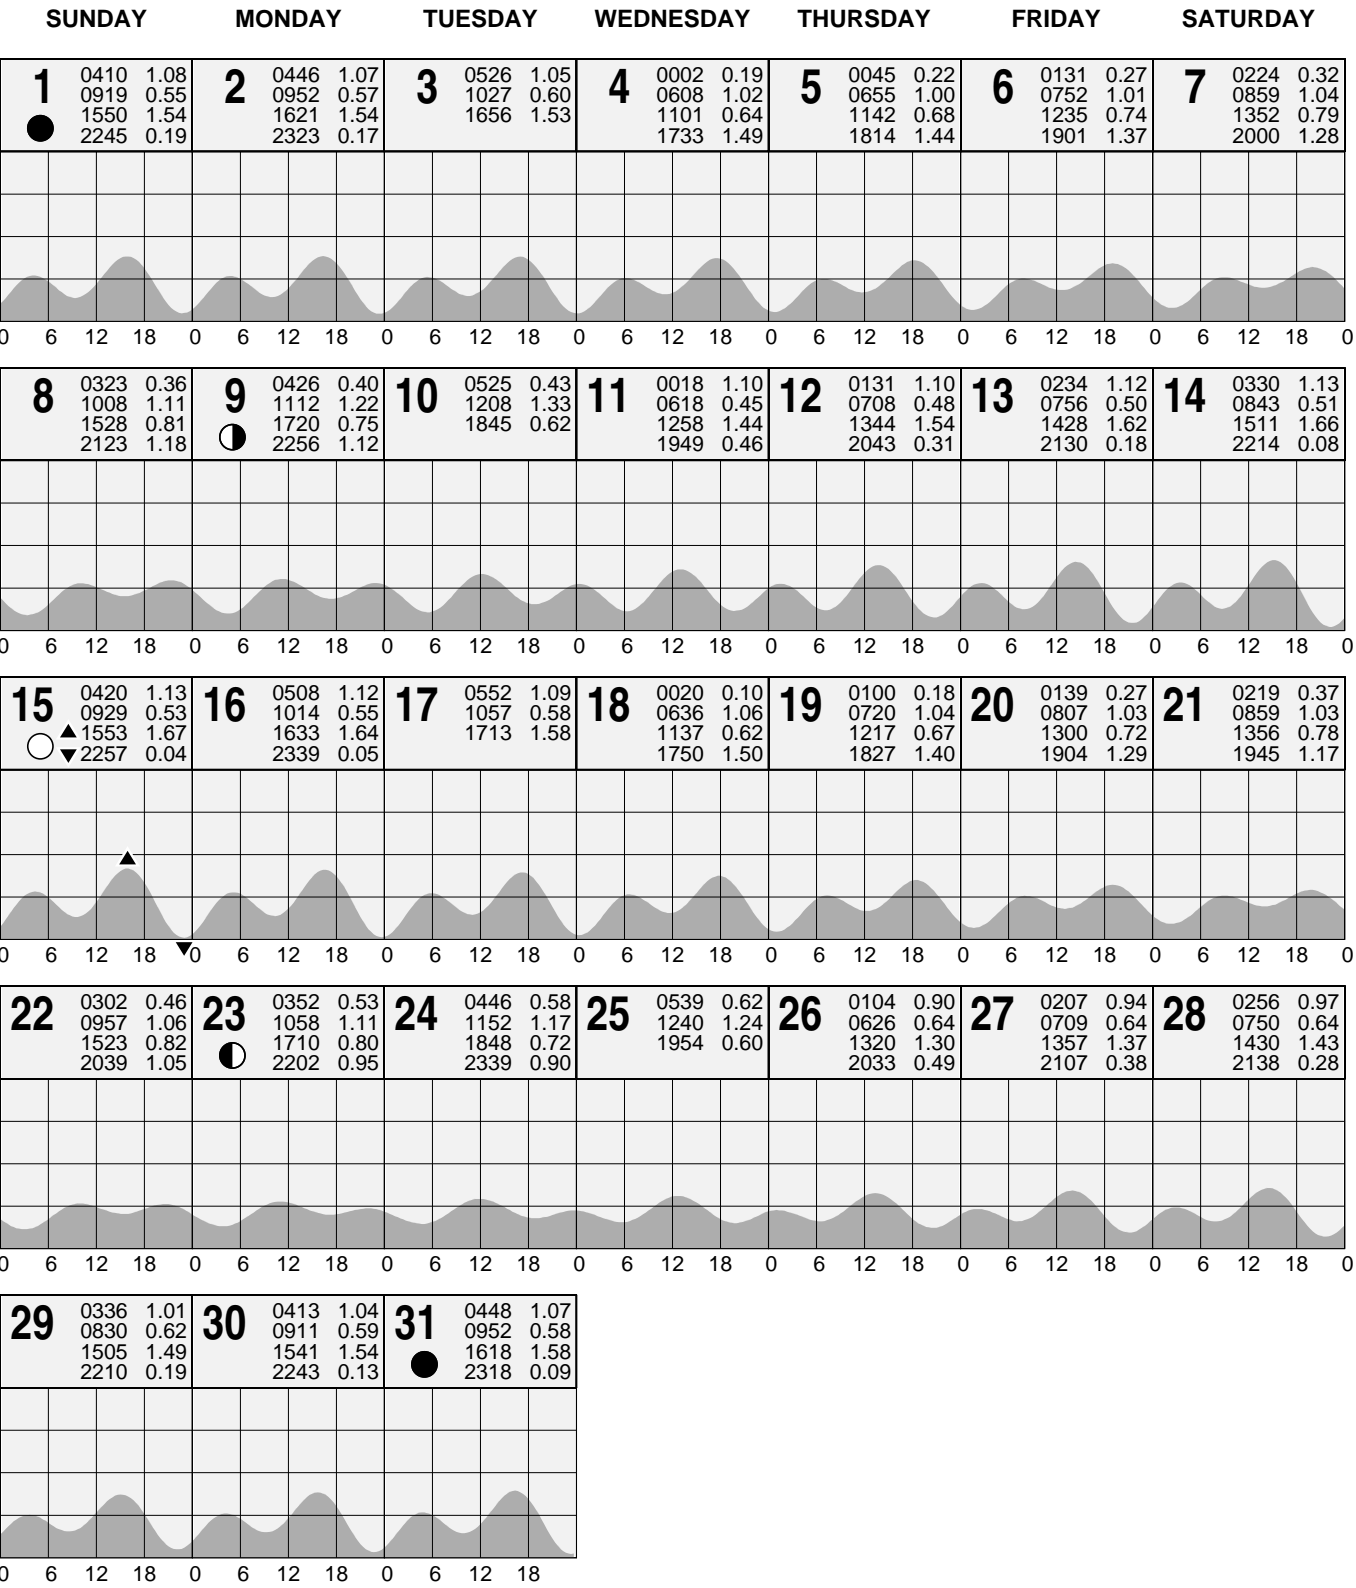 SUNDAY MONDAY TUESDAY WEDNESDAY THURSDAY FRIDAY SATURDAY
1 0410 1.08 2 0446 1.07 3 0526 1.05 4 0002 0.19 5 0045 0.22 6 0131 0.27 7 0224 0.32
0919 0.55 0952 0.57 1027 0.60 0608 1.02 0655 1.00 0752 1.01 0859 1.04
1550 1.54 1621 1.54 1656 1.53 1101 0.64 1142 0.68 1235 0.74 1352 0.79
2245 0.19 2323 0.17 1733 1.49 1814 1.44 1901 1.37 2000 1.28
0 6 12 18 0 6 12 18 0 6 12 18 0 6 12 18 0 6 12 18 0 6 12 18 0 6 12 18 0
8 0323 0.36 9 0426 0.40 10 0525 0.43 11 0018 1.10 12 0131 1.10 13 0234 1.12 14 0330 1.13
1008 1.11 1112 1.22 1208 1.33 0618 0.45 0708 0.48 0756 0.50 0843 0.51
1528 0.81 1720 0.75 1845 0.62 1258 1.44 1344 1.54 1428 1.62 1511 1.66
2123 1.18 2256 1.12 1949 0.46 2043 0.31 2130 0.18 2214 0.08
0 6 12 18 0 6 12 18 0 6 12 18 0 6 12 18 0 6 12 18 0 6 12 18 0 6 12 18 0
15 0420 1.13 16 0508 1.12 17 0552 1.09 18 0020 0.10 19 0100 0.18 20 0139 0.27 21 0219 0.37
0929 0.53 1014 0.55 1057 0.58 0636 1.06 0720 1.04 0807 1.03 0859 1.03
1553 1.67 1633 1.64 1713 1.58 1137 0.62 1217 0.67 1300 0.72 1356 0.78
2257 0.04 2339 0.05 1750 1.50 1827 1.40 1904 1.29 1945 1.17
0 6 12 18 0 6 12 18 0 6 12 18 0 6 12 18 0 6 12 18 0 6 12 18 0 6 12 18 0
22 0302 0.46 23 0352 0.53 24 0446 0.58 25 0539 0.62 26 0104 0.90 27 0207 0.94 28 0256 0.97
0957 1.06 1058 1.11 1152 1.17 1240 1.24 0626 0.64 0709 0.64 0750 0.64
1523 0.82 1710 0.80 1848 0.72 1954 0.60 1320 1.30 1357 1.37 1430 1.43
2039 1.05 2202 0.95 2339 0.90 2033 0.49 2107 0.38 2138 0.28
0 6 12 18 0 6 12 18 0 6 12 18 0 6 12 18 0 6 12 18 0 6 12 18 0 6 12 18 0
29 0336 1.01 30 0413 1.04 31 0448 1.07
0830 0.62 0911 0.59 0952 0.58
1505 1.49 1541 1.54 1618 1.58
2210 0.19 2243 0.13 2318 0.09
0 6 12 18 0 6 12 18 0 6 12 18